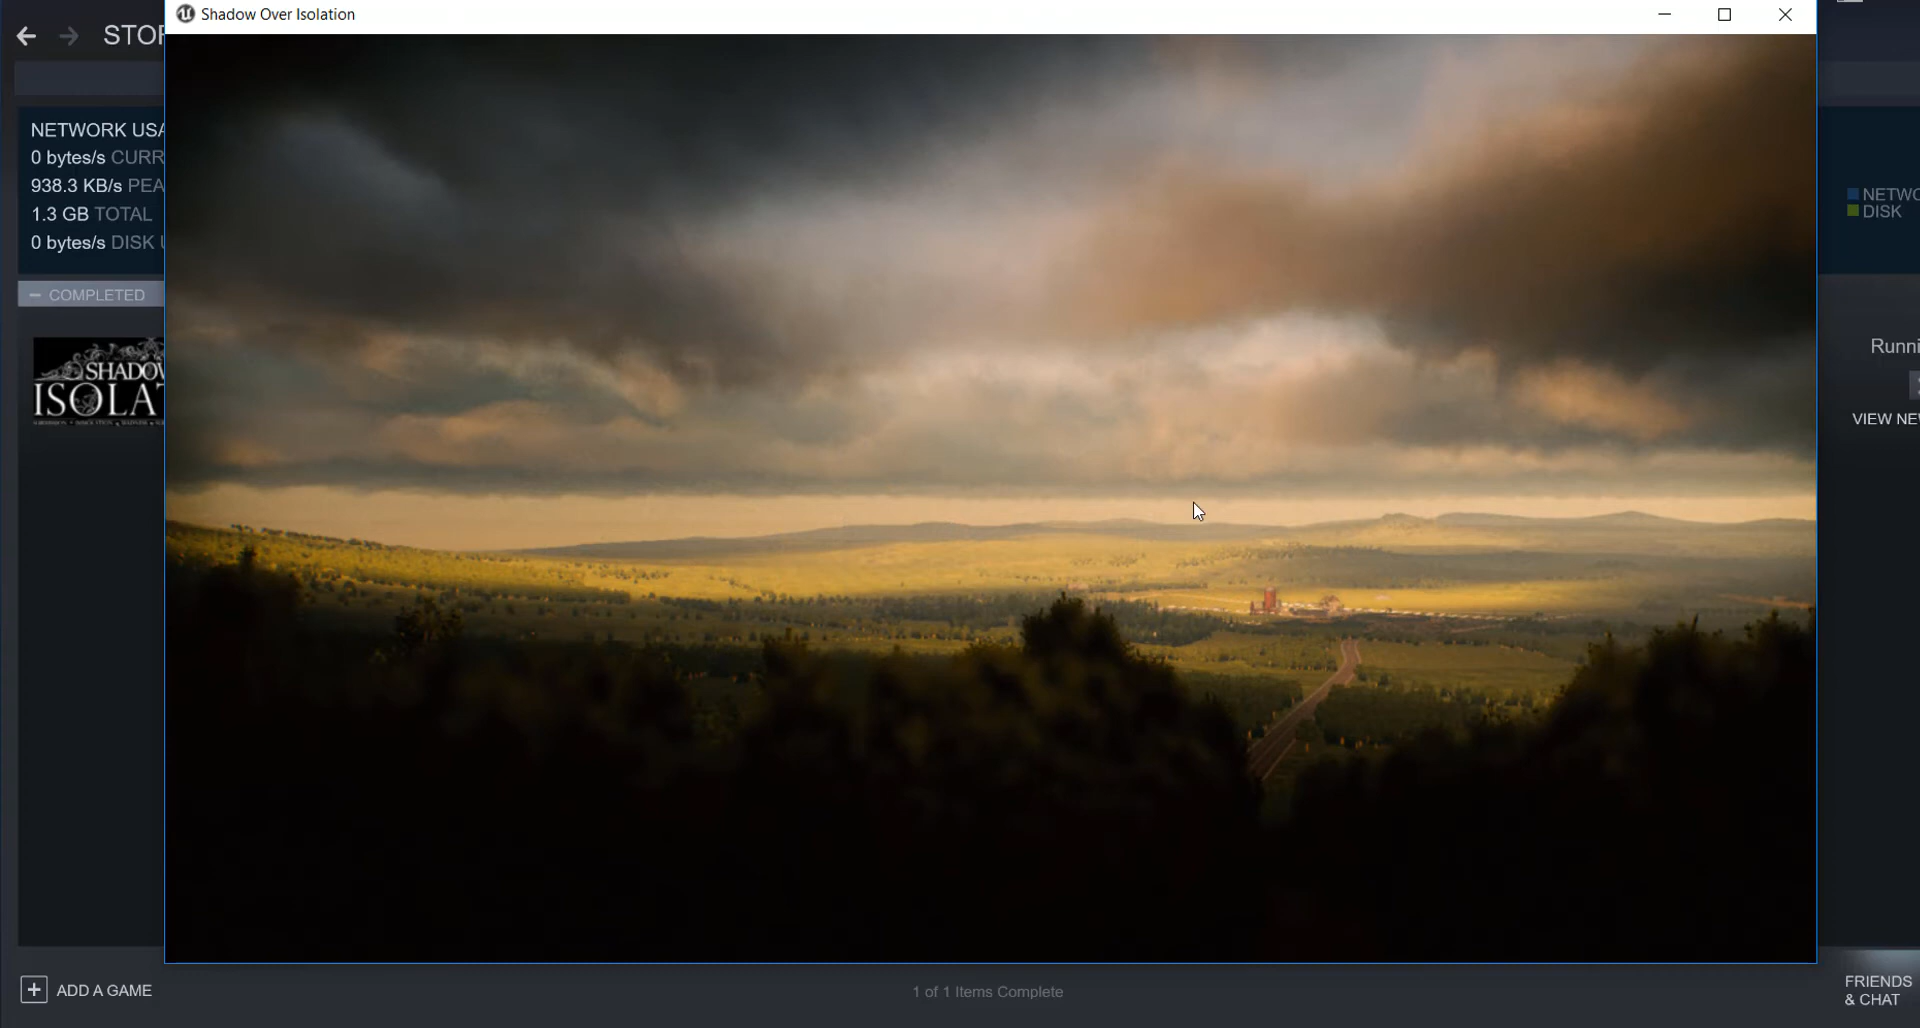 Shadow Over Isolation
STOR
NETWORK USA
0 bytes/s CURR
938.3 KB/s PEA
1.3 GB TOTAL
0 bytes/s DISK U
NETWO
DISK
COMPLETED
SHADOW
ISOLAT
Runni
VIEW NE
ADD A GAME
1 of 1 Items Complete
FRIENDS
& CHAT